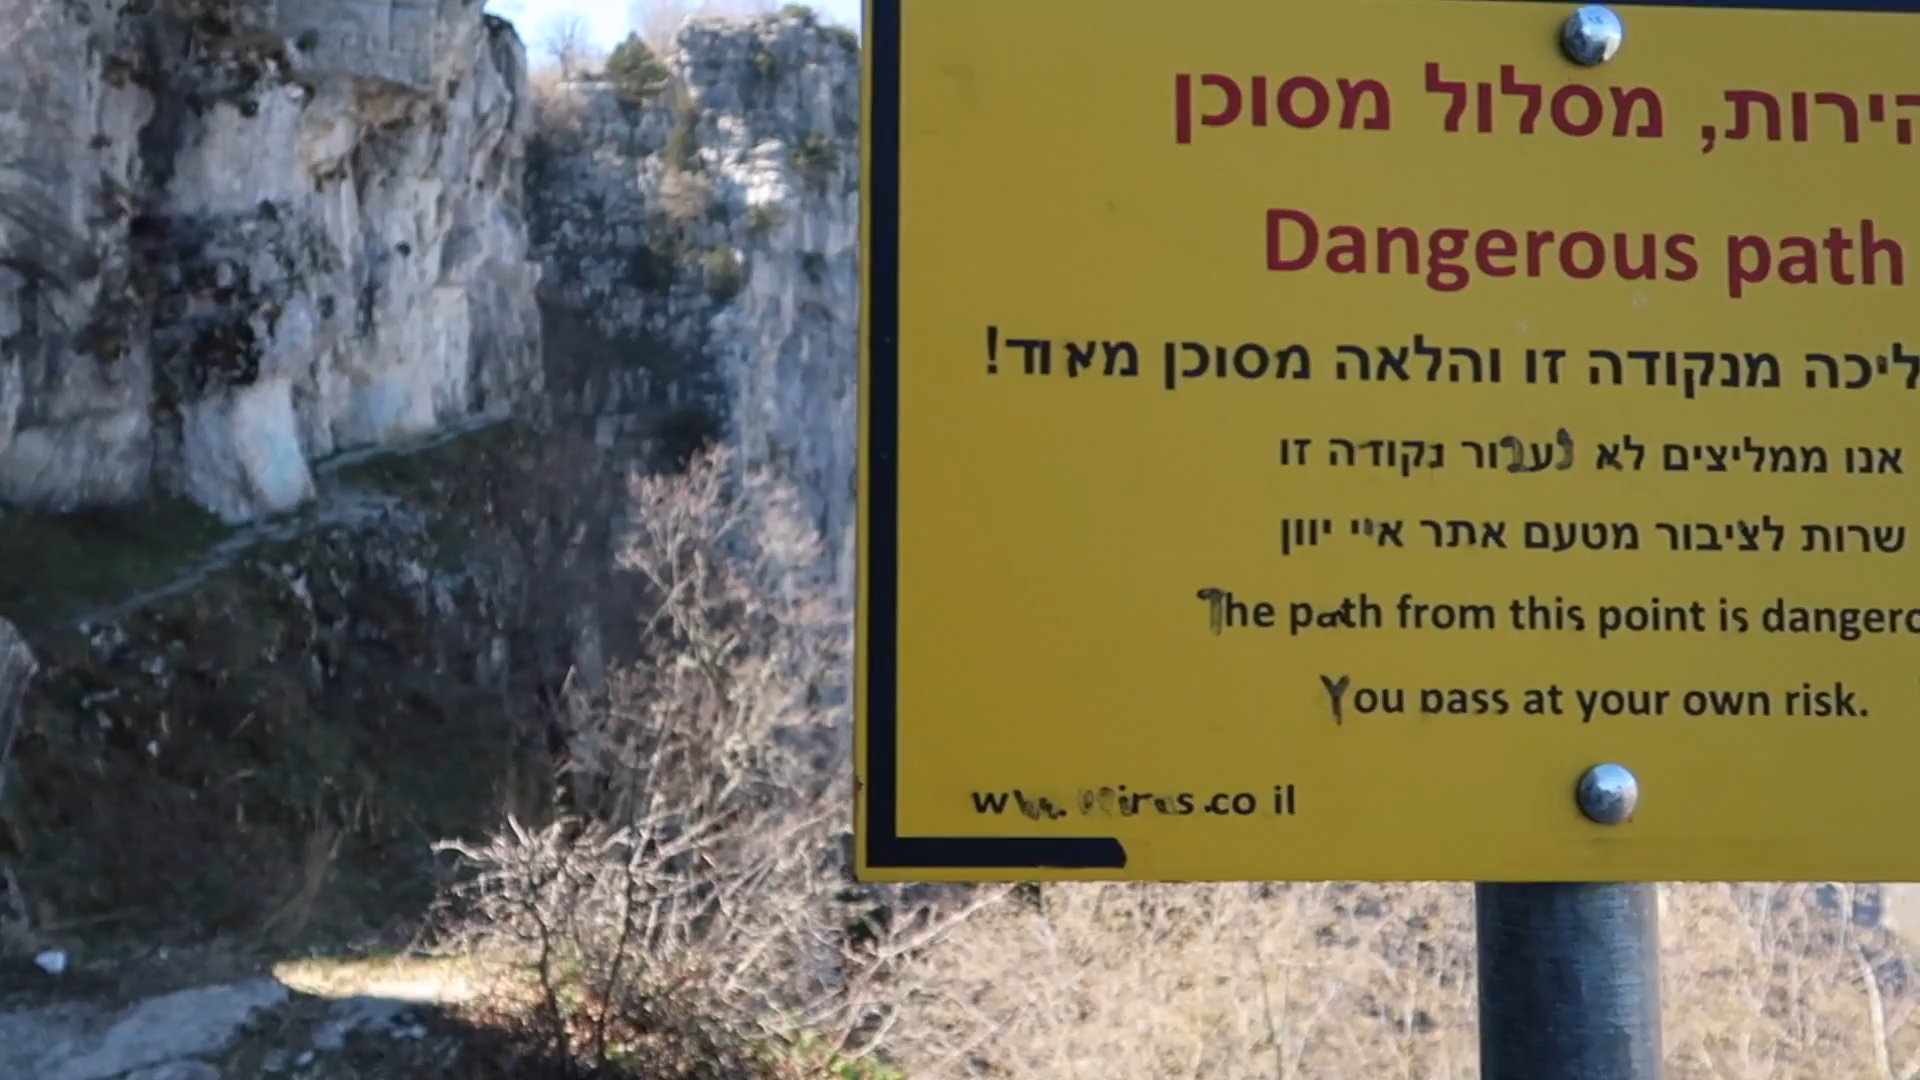 הירות, מסלול מסוכן
Dangerous path
ליכה מנקודה זו והלאה מסוכן מאוד!
אנו ממליצים לא לעבור נקודה זו
שרות לציבור מטעם אתר איי יוון
The path from this point is dangero
You pass at your own risk.
.co il